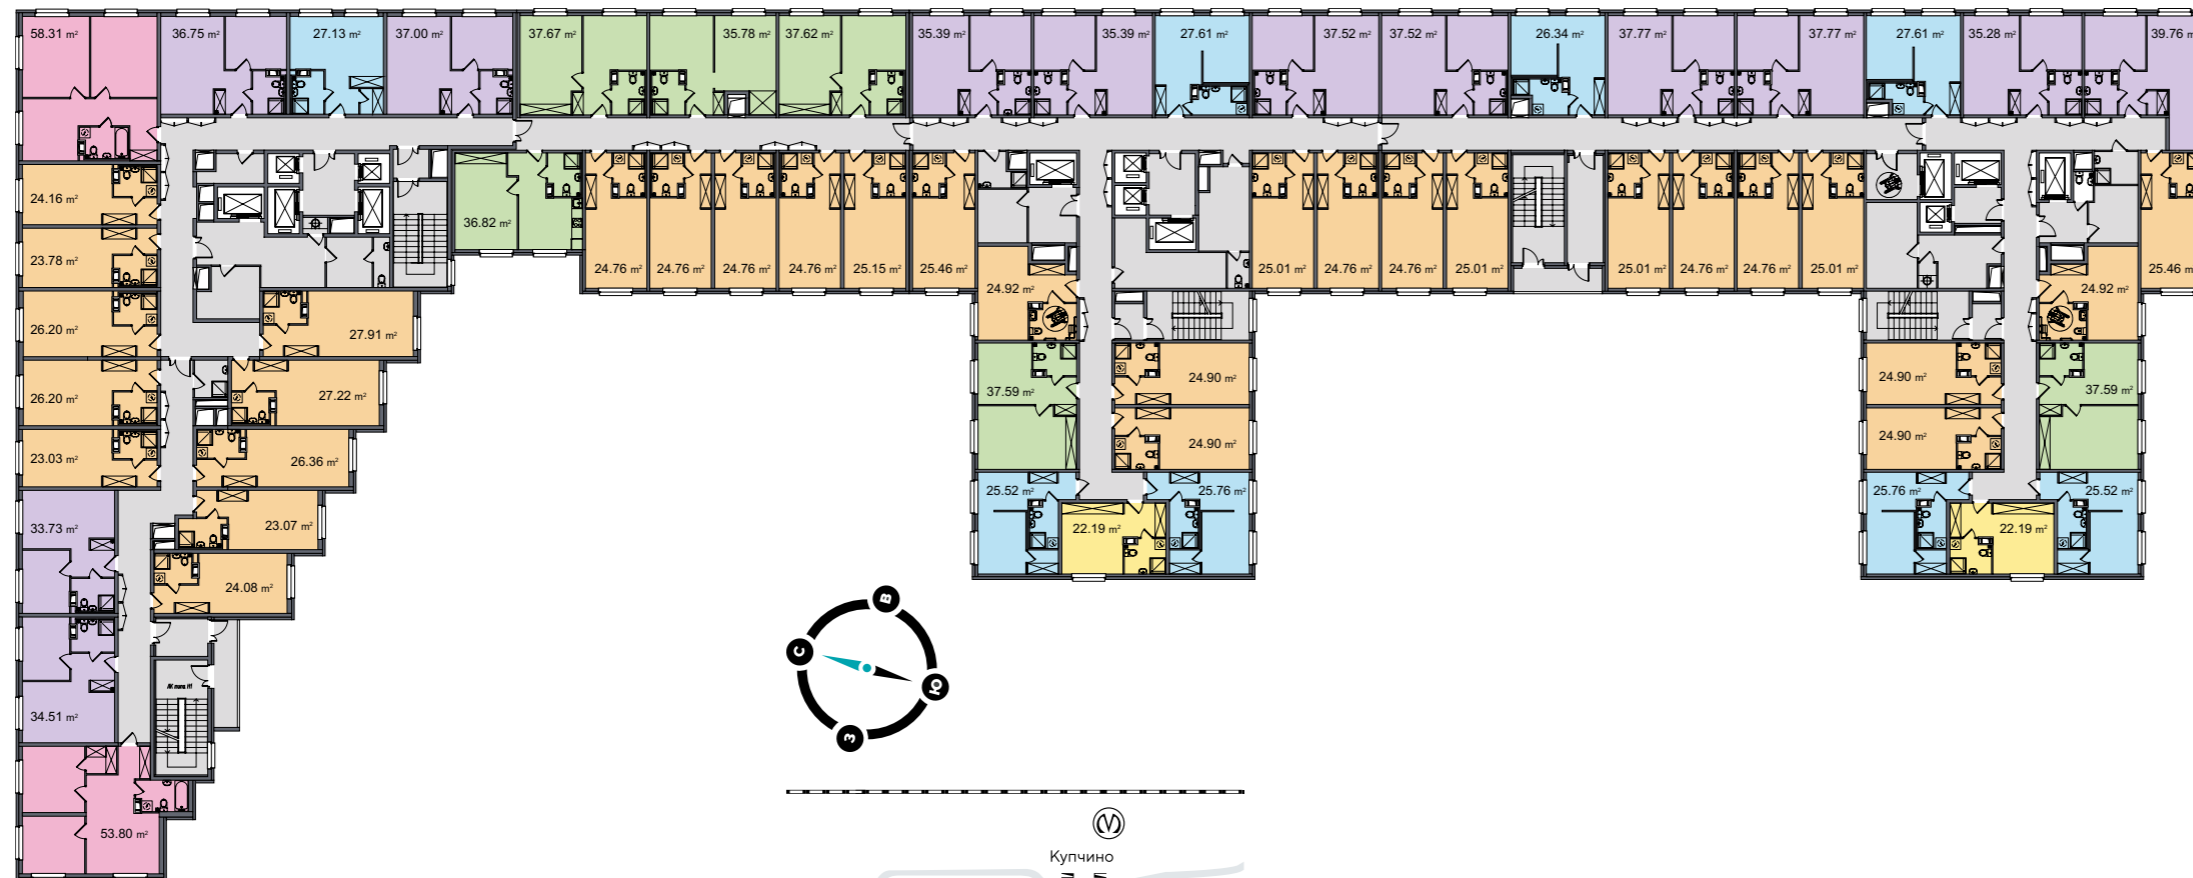 58.31 m²
36.75 m²
27.13 m²
37.00 m²
37.67 m²
35.78 m²
37.62 m²
35.39 m²
35.39 m²
27.61 m²
37.52 m²
37.52 m²
26.34 m²
37.77 m²
37.77 m²
27.61 m²
35.28 m²
39.76 m
24.16 m²
36.82 m²
23.78 m²
24.76 m²
24.76 m²
24.76 m²
24.76 m²
25.15 m²
25.46 m²
25.01 m²
24.76 m²
24.76 m²
25.01 m²
25.01 m²
24.76 m²
24.76 m²
25.01 m²
25.46 m
24.92 m²
24.92 m²
26.20 m²
27.91 m²
24.90 m²
24.90 m²
37.59 m²
37.59 m²
26.20 m²
27.22 m²
24.90 m²
24.90 m²
23.03 m²
26.36 m²
25.52 m²
25.76 m²
25.76 m²
25.52 m²
33.73 m²
23.07 m²
22.19 m²
22.19 m²
24.08 m²
В
С
Ю
З
ЛК типа Н1
34.51 m²
53.80 m²
М
Купчино